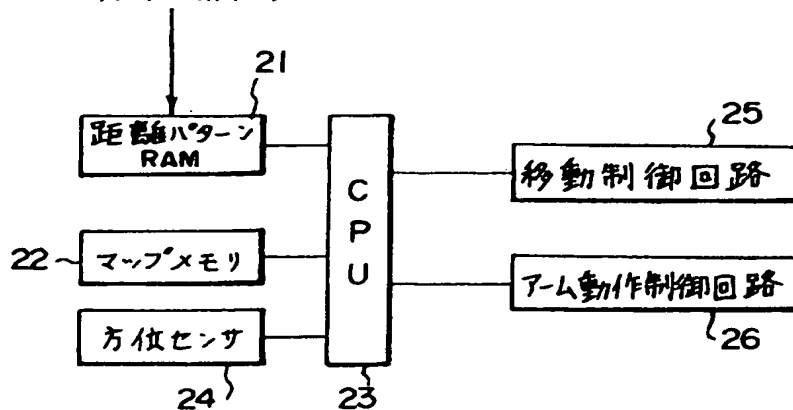 21
距離パターン
RAM
25
移動制御回路
CPU
22
マップメモリ
アーム動作制御回路
26
方位センサ
24
23